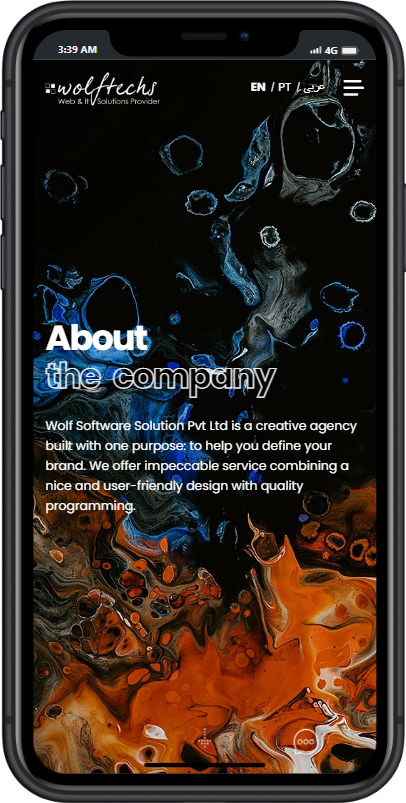 3:39 AM
4G
wolftechs
Web & It Solutions Provider
EN / PT / عربى
About
the company
Wolf Software Solution Pvt Ltd is a creative agency
built with one purpose: to help you define your
brand. We offer impeccable service combining a
nice and user-friendly design with quality
programming.